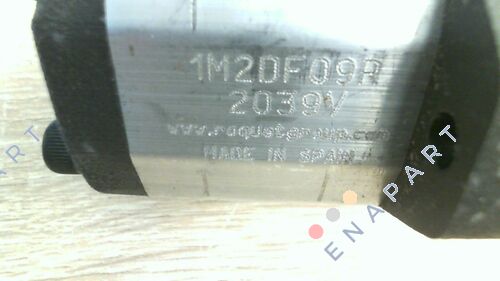 1M2DF09R
2039V
www.roquetgroup.com
MADE IN SPAIN
ENAPART